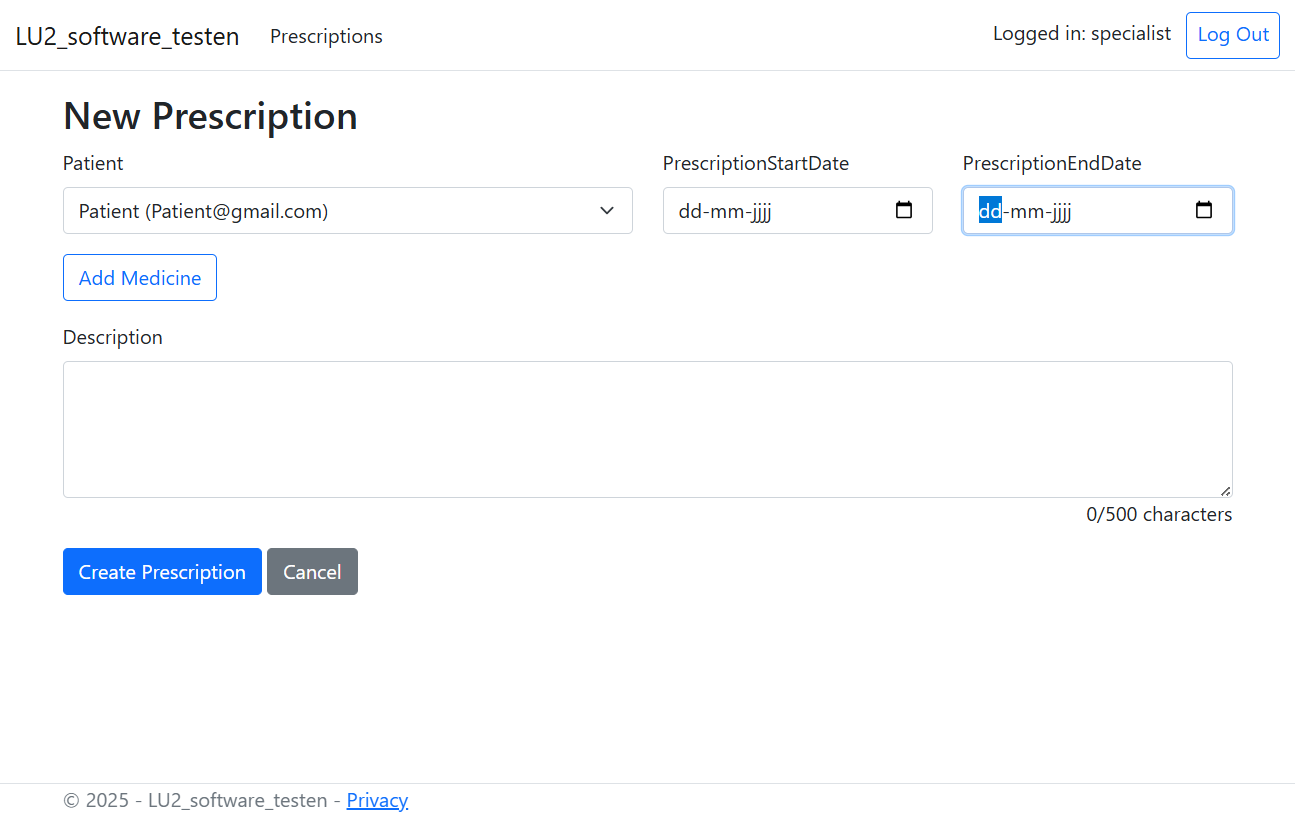 LU2_software_testen Prescriptions Logged in: specialist Log Out
New Prescription
Patient PrescriptionStartDate PrescriptionEndDate
Patient (Patient@gmail.com) dd-mm-jjjj dd-mm-jjjj
Add Medicine
Description
0/500 characters
Create Prescription Cancel
© 2025 - LU2_software_testen - Privacy